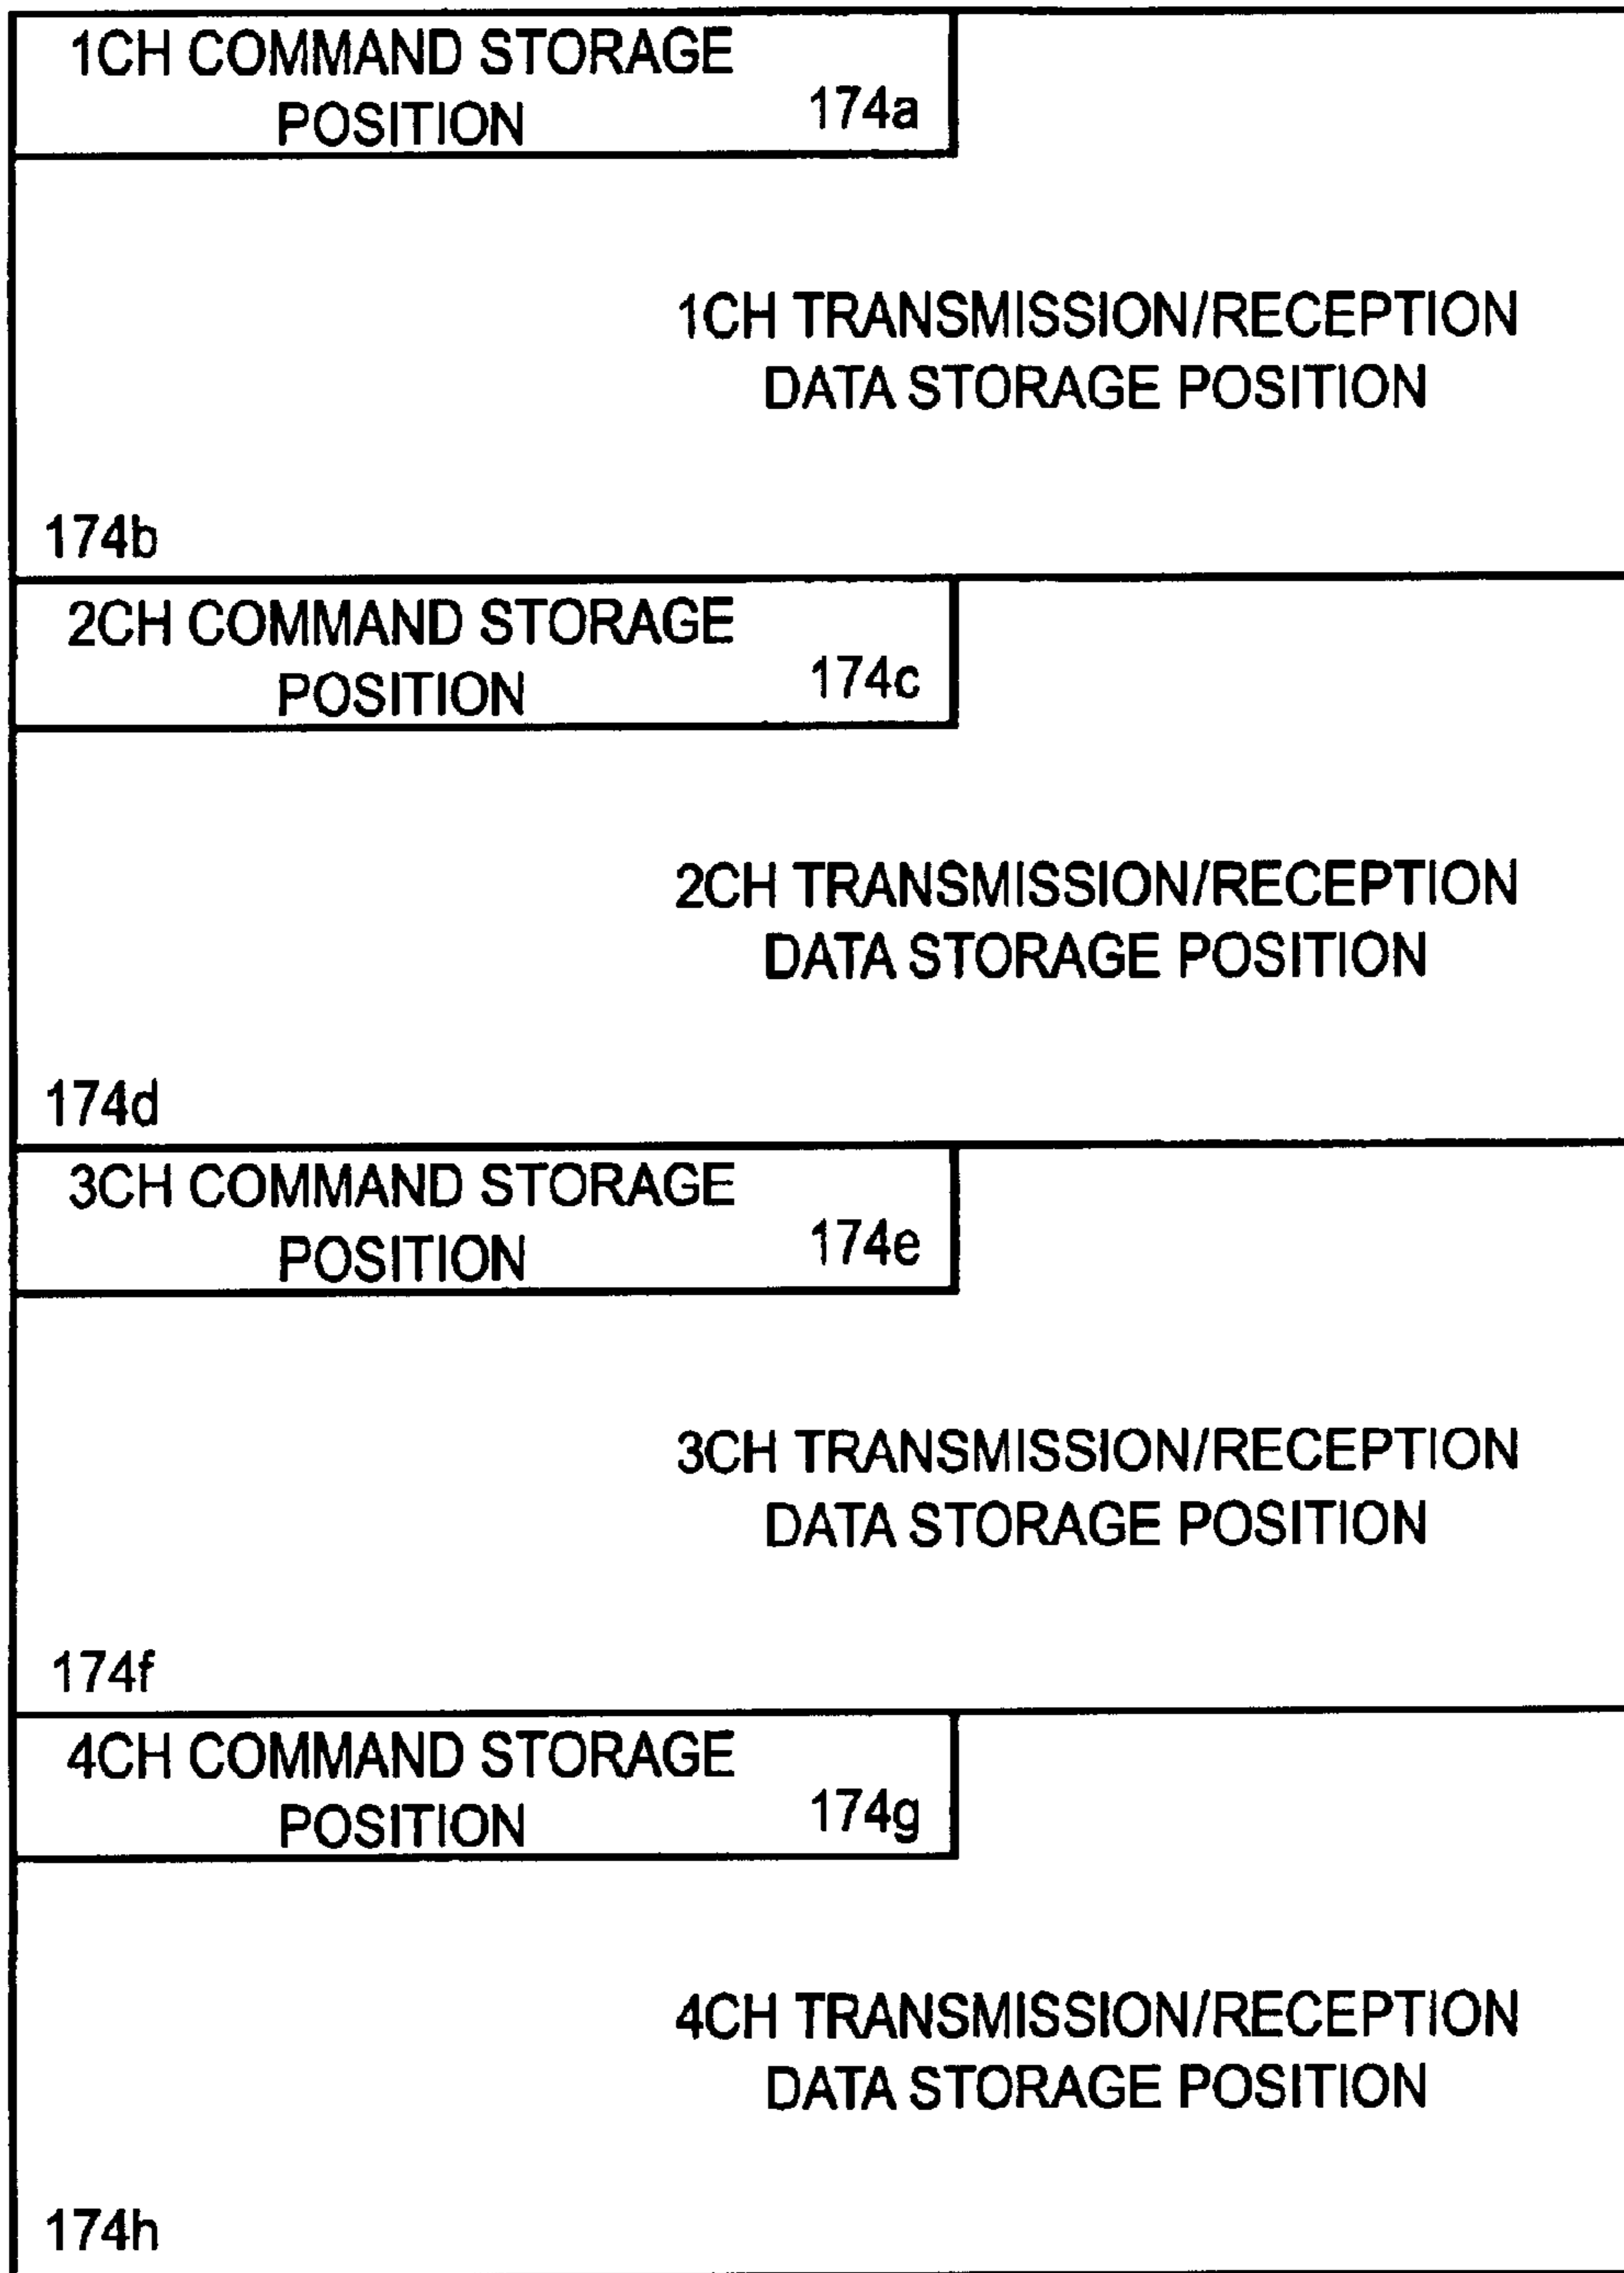 1CH COMMAND STORAGE
POSITION 174a
1CH TRANSMISSION/RECEPTION
DATA STORAGE POSITION
174b
2CH COMMAND STORAGE
POSITION 174c
2CH TRANSMISSION/RECEPTION
DATA STORAGE POSITION
174d
3CH COMMAND STORAGE
POSITION 174e
3CH TRANSMISSION/RECEPTION
DATA STORAGE POSITION
174f
4CH COMMAND STORAGE
POSITION 174g
4CH TRANSMISSION/RECEPTION
DATA STORAGE POSITION
174h